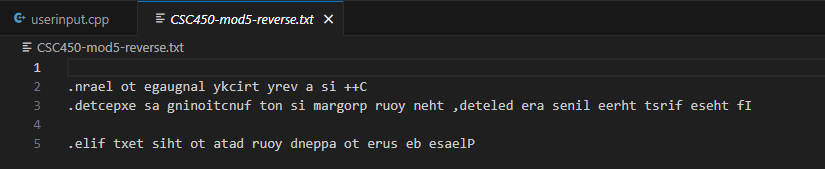 userinput.cpp
CSC450-mod5-reverse.txt
CSC450-mod5-reverse.txt
1
2 .nrael ot egaugnal ykcirt yrev a si ++C
3 .detcepxe sa gninoitcnuf ton si margorp ruoy neht ,deteled era senil eerht tsrif eseht fI
4
5 .elif txet siht ot atad ruoy dneppa ot erus eb esaelP